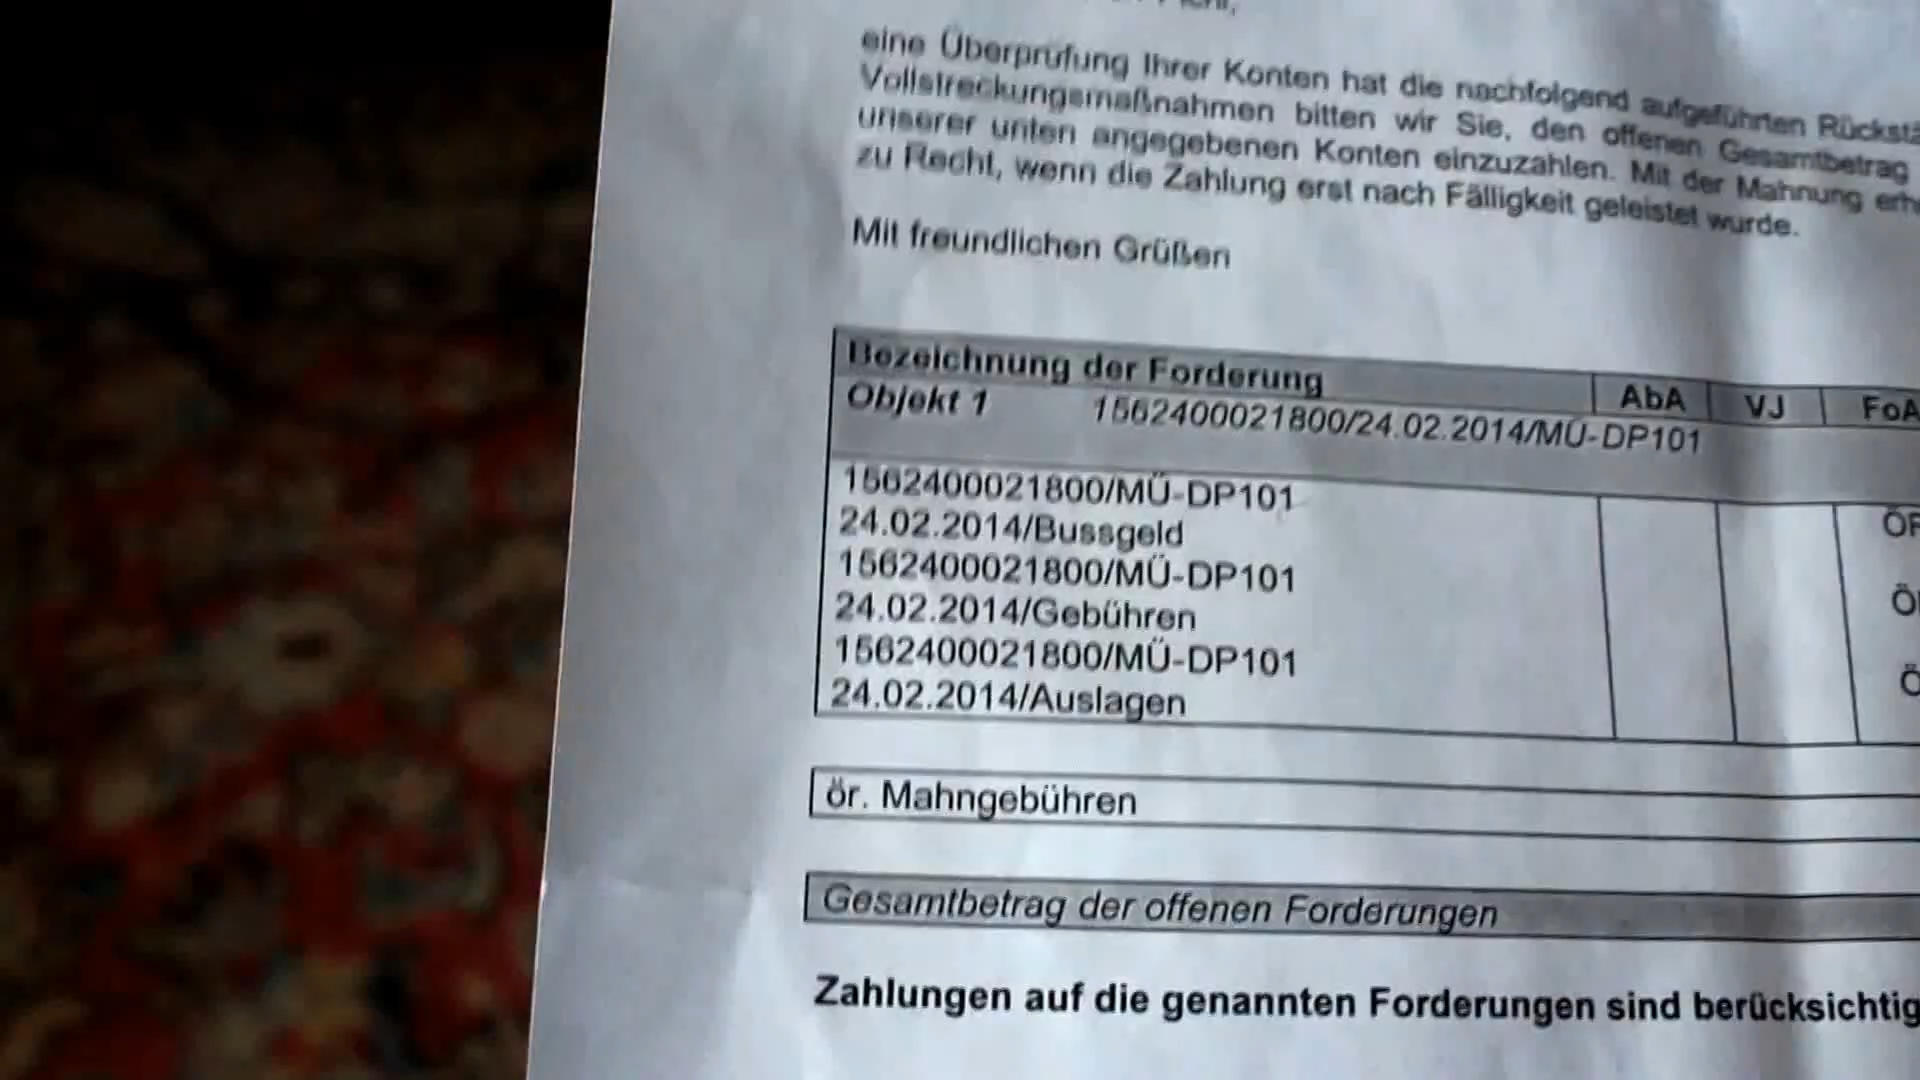 eine Überprüfung Ihrer Konten hat die nachfolgend aufgeführten Rückstä
Vollstreckungsmaßnahmen bitten wir Sie, den offenen Gesamtbetrag
unserer unten angegebenen Konten einzuzahlen. Mit der Mahnung erh
zu Recht, wenn die Zahlung erst nach Fälligkeit geleistet wurde.
Mit freundlichen Grüßen
Bezeichnung der Forderung AbA VJ FoA
Objekt 1 1562400021800/24.02.2014/MÜ-DP101
1562400021800/MÜ-DP101
24.02.2014/Bussgeld
1562400021800/MÜ-DP101
24.02.2014/Gebühren
1562400021800/MÜ-DP101
24.02.2014/Auslagen
ör. Mahngebühren
Gesamtbetrag der offenen Forderungen
Zahlungen auf die genannten Forderungen sind berücksichtig